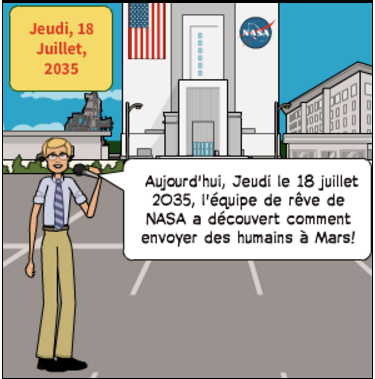 Jeudi, 18
Juillet,
2035
NASA
Aujourd'hui, Jeudi le 18 juillet
2035, l'équipe de rêve de
NASA a découvert comment
envoyer des humains à Mars!